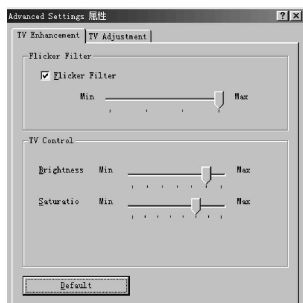 Advanced Settings 属性
TV Enhancement TV Adjustment
Flicker Filter
Flicker Filter
Min Max
TV Control
Brightness Min Max
Saturatio Min Max
Default